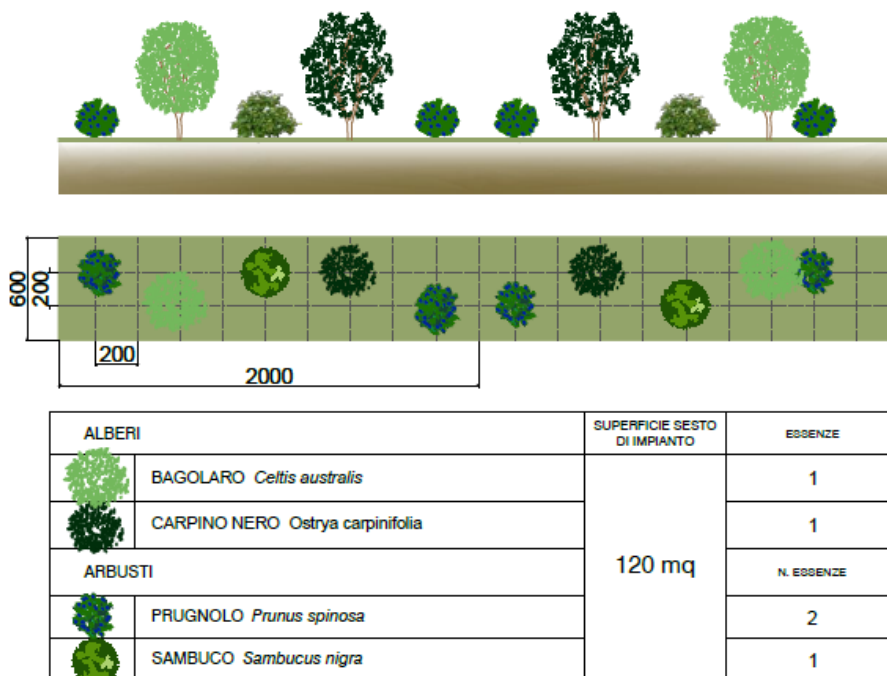 600
200
200
2000
ALBERI
SUPERFICIE SESTO
DI IMPIANTO
ESSENZE
BAGOLARO Celtis australis
1
CARPINO NERO Ostrya carpinifolia
1
120 mq
ARBUSTI
N. ESSENZE
PRUGNOLO Prunus spinosa
2
SAMBUCO Sambucus nigra
1